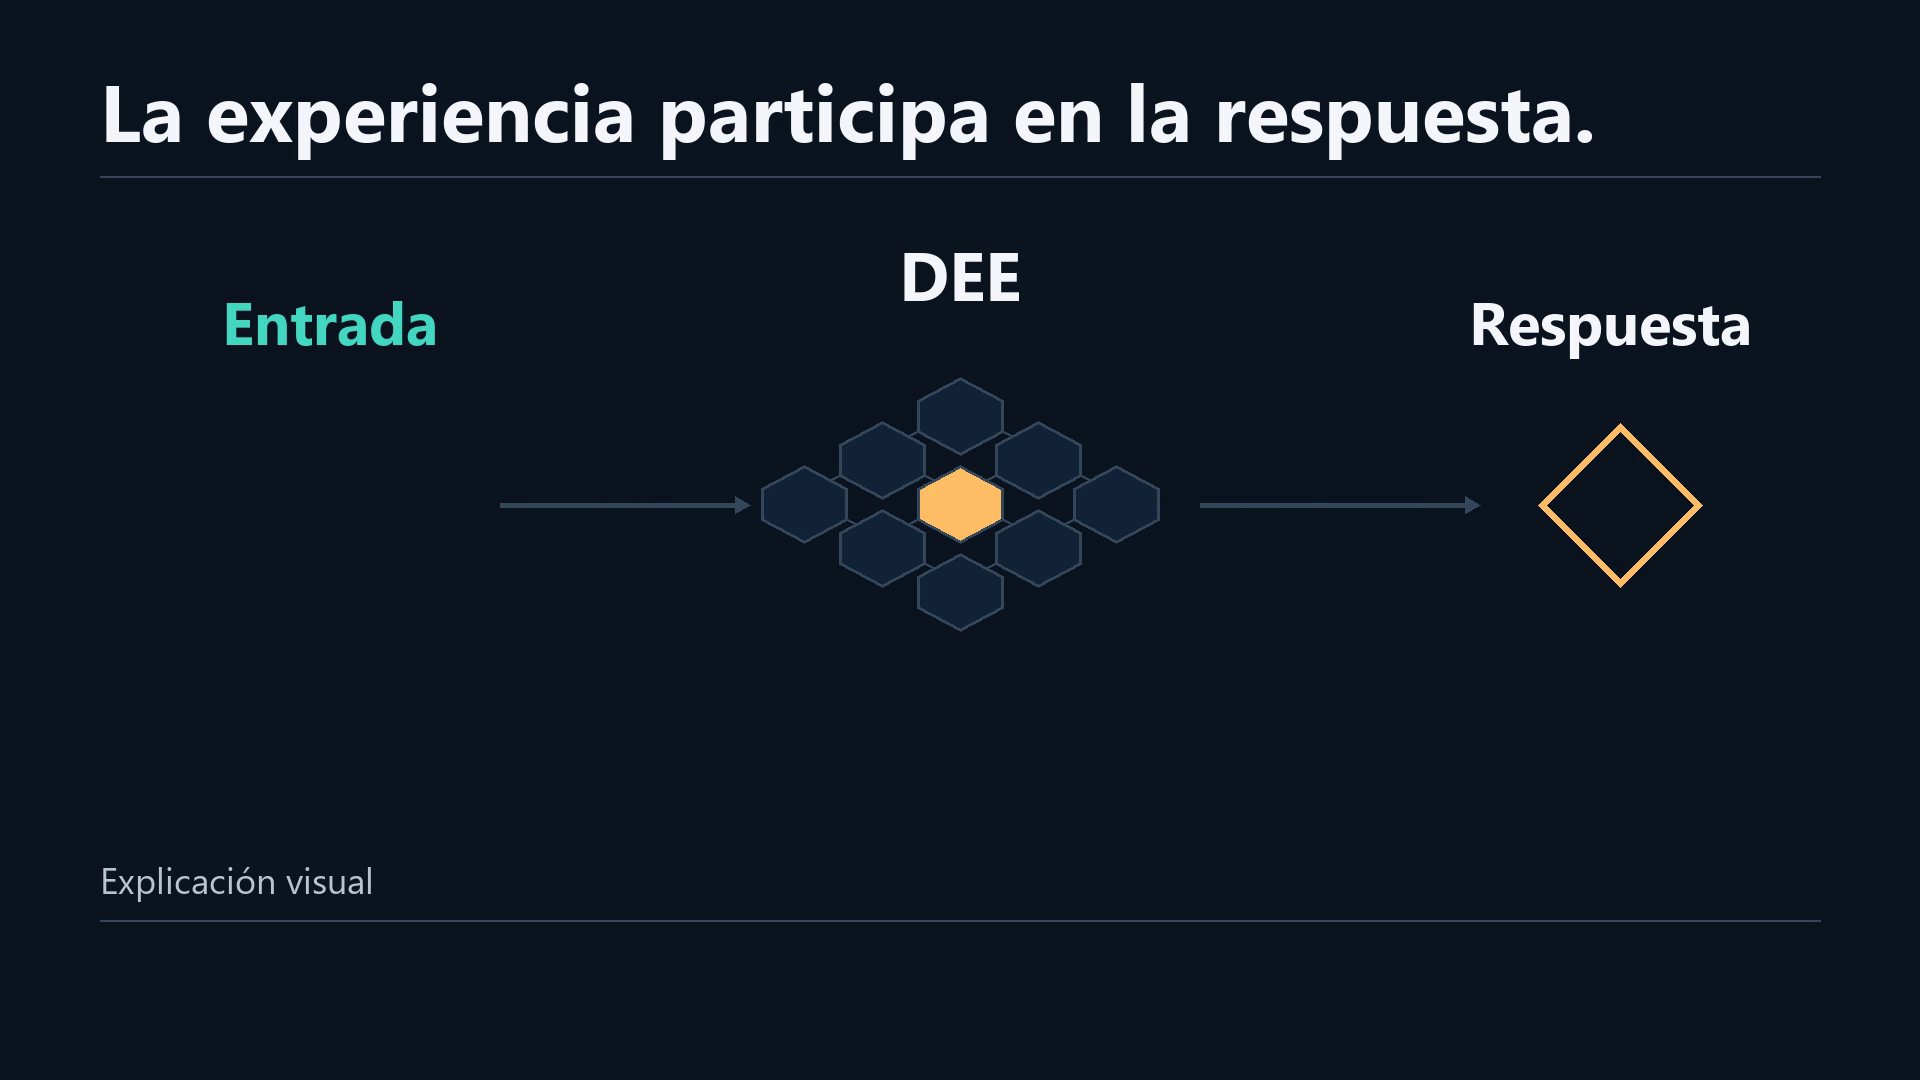 La experiencia participa en la respuesta.
DEE
Entrada
Respuesta
Explicación visual